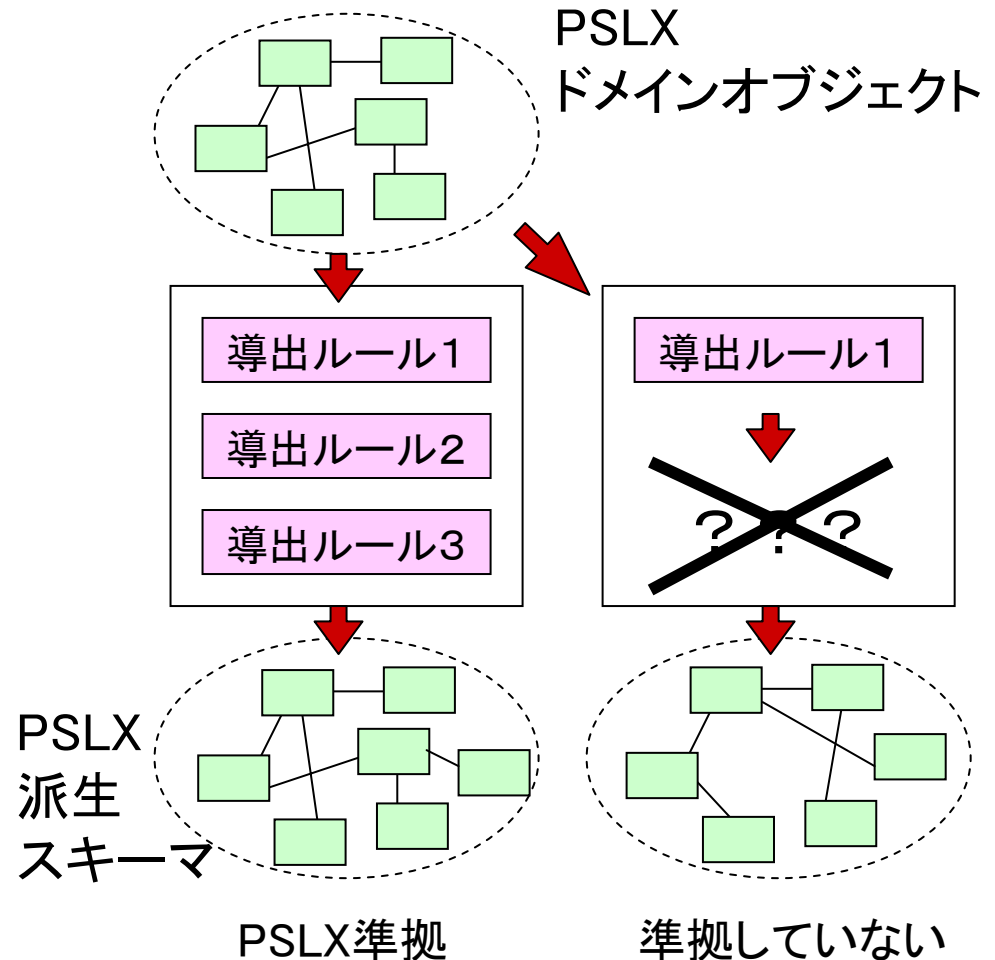 PSLX
ドメインオブジェクト
導出ルール1
導出ルール2
導出ルール3
導出ルール1
？？？
PSLX
派生
スキーマ
PSLX準拠
準拠していない